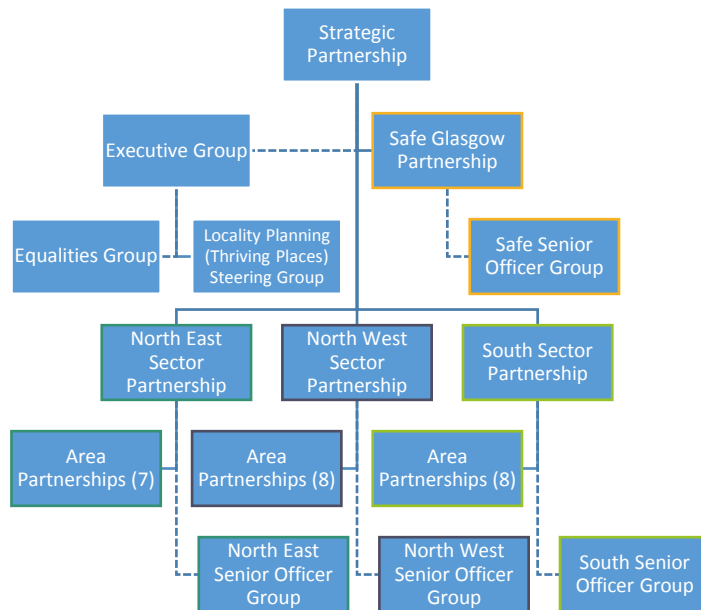 Strategic
Partnership
Executive Group
Safe Glasgow
Partnership
Equalities Group
Locality Planning
(Thriving Places)
Steering Group
Safe Senior
Officer Group
North East
Sector
Partnership
North West
Sector
Partnership
South Sector
Partnership
Area
Partnerships (7)
Area
Partnerships (8)
Area
Partnerships (8)
North East
Senior Officer
Group
North West
Senior Officer
Group
South Senior
Officer Group